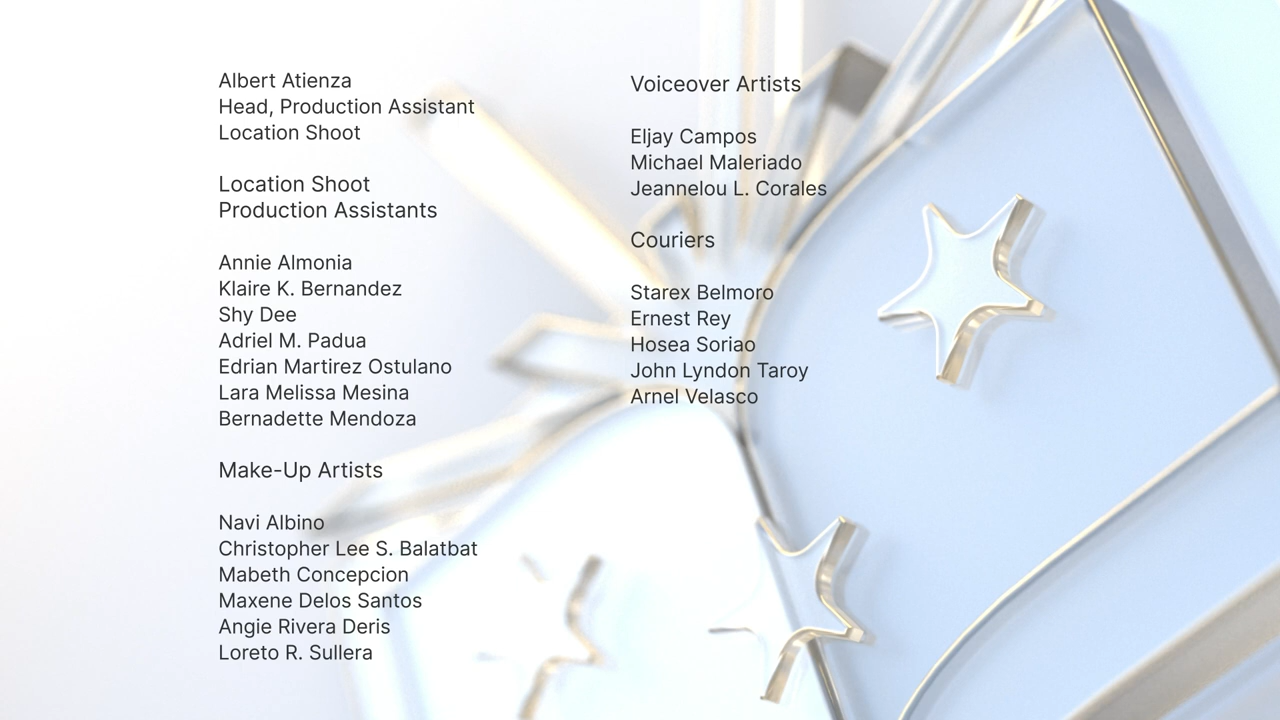 Albert Atienza
Head, Production Assistant
Location Shoot
Location Shoot
Production Assistants
Annie Almonia
Klaire K. Bernandez
Shy Dee
Adriel M. Padua
Edrian Martirez Ostulano
Lara Melissa Mesina
Bernadette Mendoza
Make-Up Artists
Navi Albino
Christopher Lee S. Balatbat
Mabeth Concepcion
Maxene Delos Santos
Angie Rivera Deris
Loreto R. Sullera
Voiceover Artists
Eljay Campos
Michael Maleriado
Jeannelou L. Corales
Couriers
Starex Belmoro
Ernest Rey
Hosea Soriao
John Lyndon Taroy
Arnel Velasco